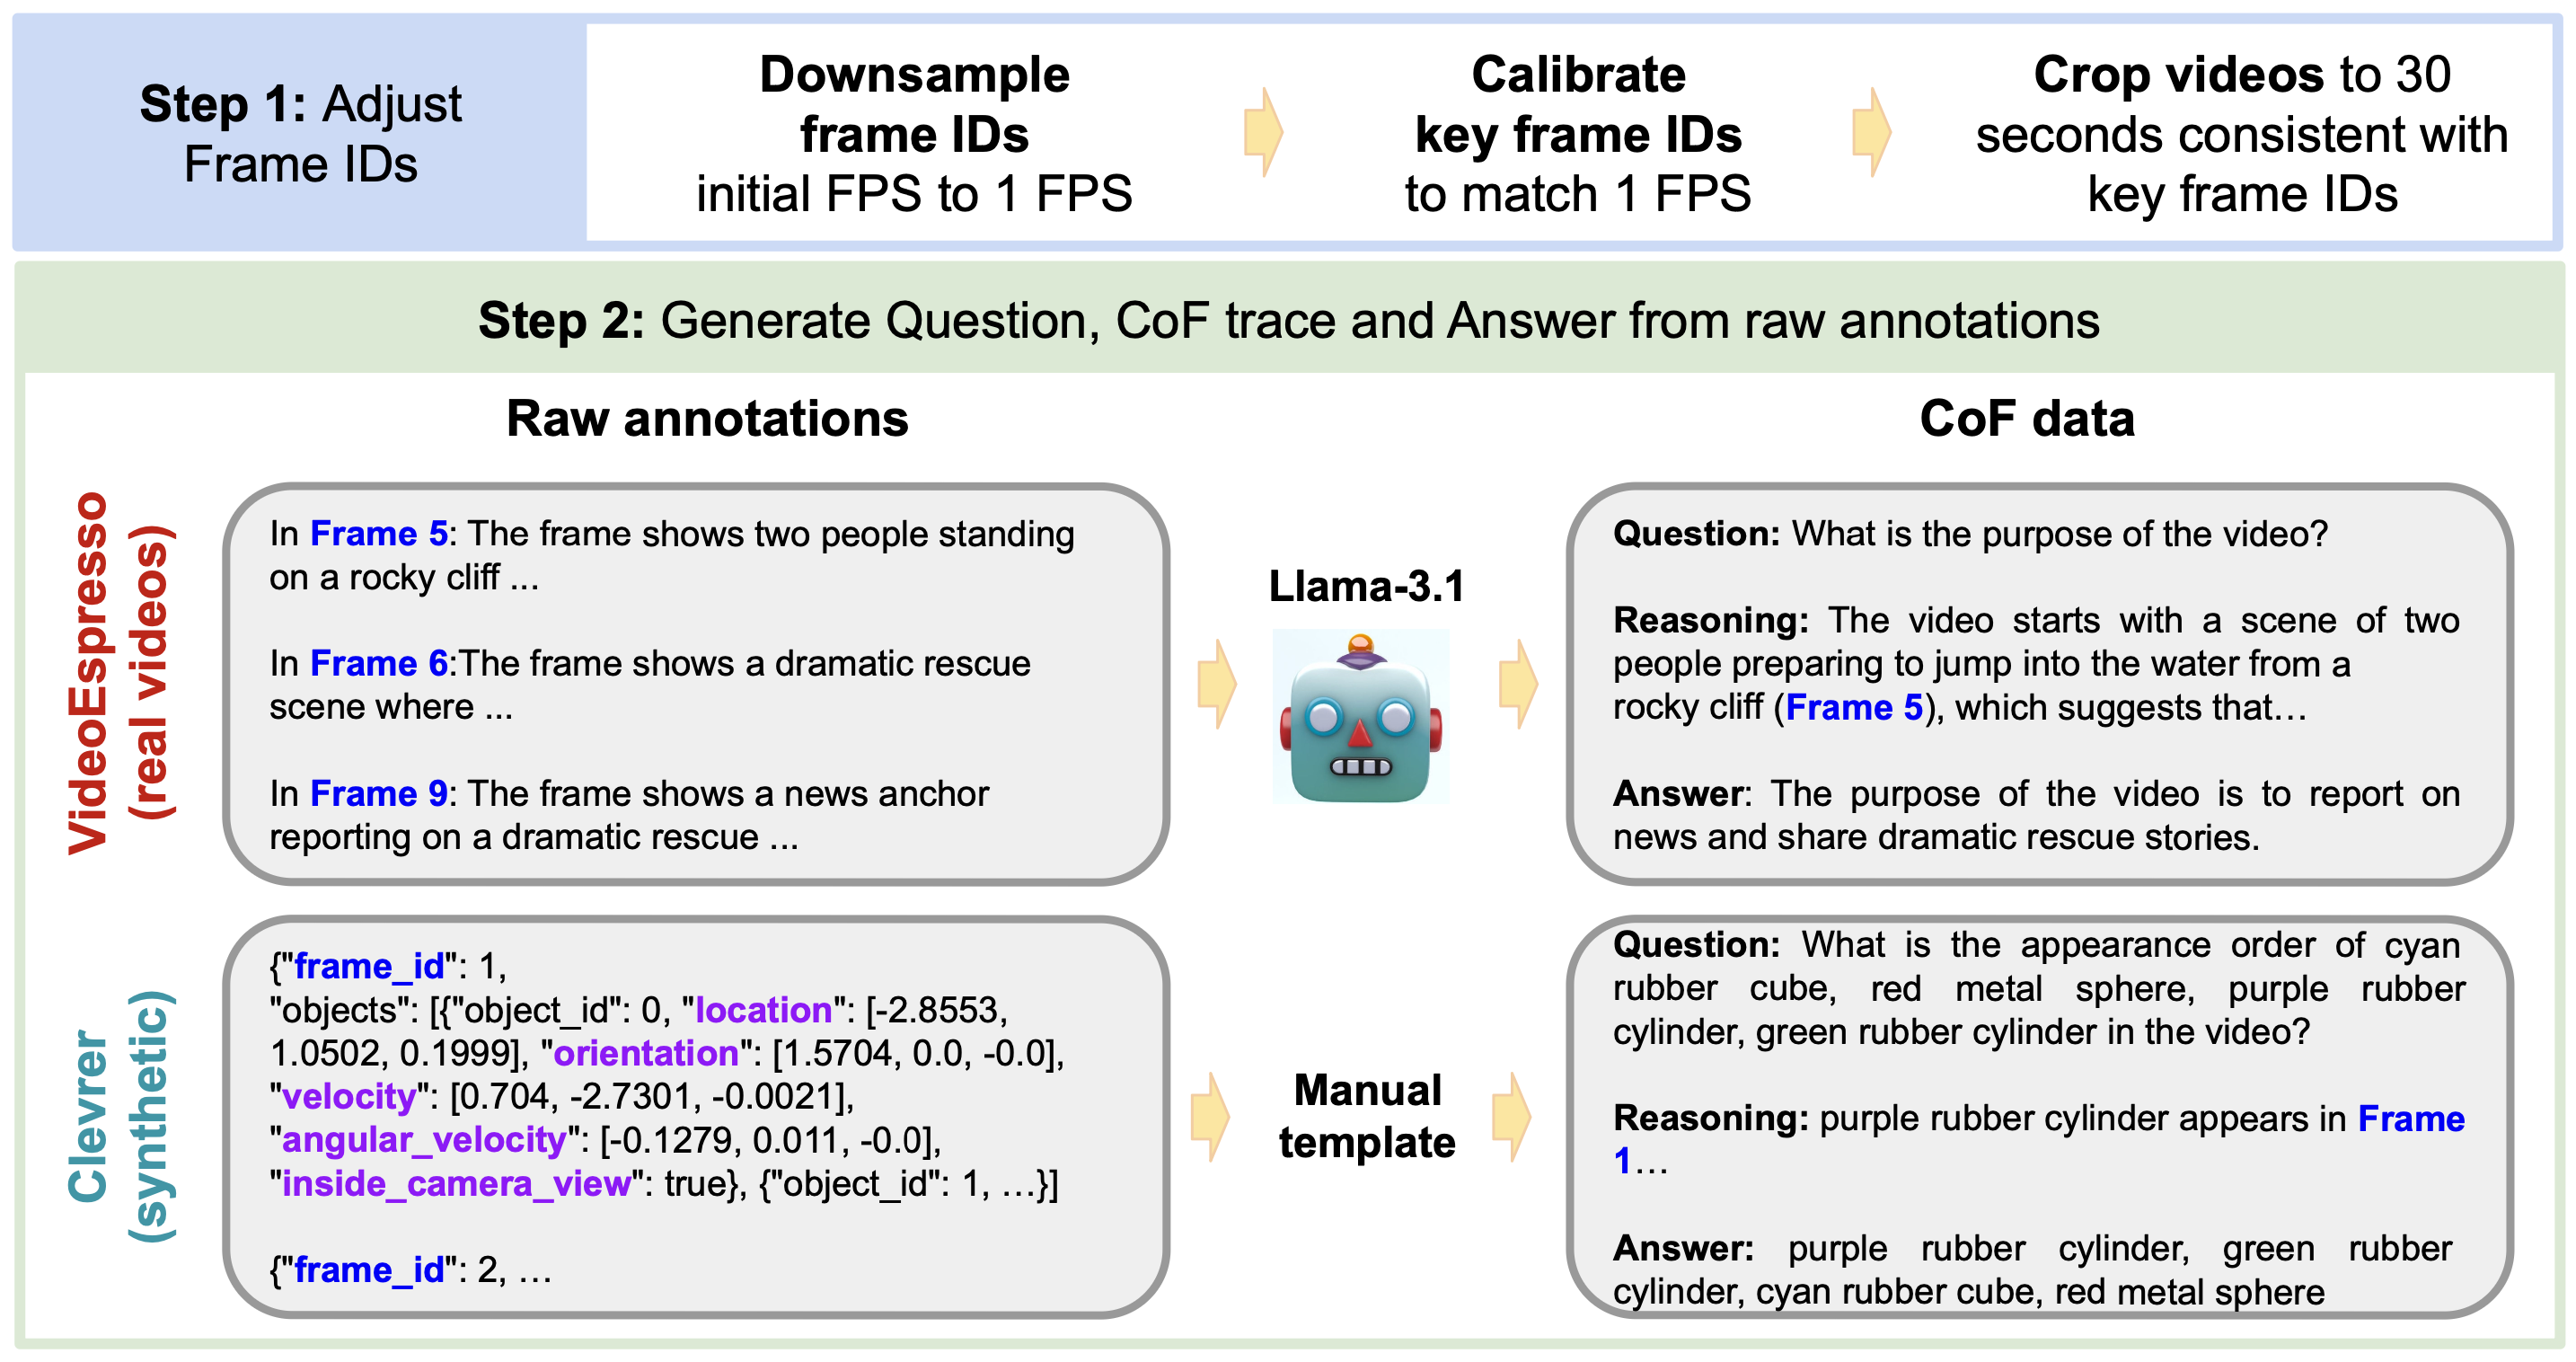 Step 1: Adjust
Frame IDs
Downsample
frame IDs
initial FPS to 1 FPS
Calibrate
key frame IDs
to match 1 FPS
Crop videos to 30
seconds consistent with
key frame IDs
Step 2: Generate Question, CoF trace and Answer from raw annotations
Raw annotations
CoF data
VideoEspresso
(real videos)
In Frame 5: The frame shows two people standing
on a rocky cliff ...
In Frame 6:The frame shows a dramatic rescue
scene where ...
In Frame 9: The frame shows a news anchor
reporting on a dramatic rescue ...
Llama-3.1
Question: What is the purpose of the video?
Reasoning: The video starts with a scene of two
people preparing to jump into the water from a
rocky cliff (Frame 5), which suggests that…
Answer: The purpose of the video is to report on
news and share dramatic rescue stories.
Clevrer
(synthetic)
{"frame_id": 1,
"objects": [{"object_id": 0, "location": [-2.8553,
1.0502, 0.1999], "orientation": [1.5704, 0.0, -0.0],
"velocity": [0.704, -2.7301, -0.0021],
"angular_velocity": [-0.1279, 0.011, -0.0],
"inside_camera_view": true}, {"object_id": 1, …}]
{"frame_id": 2, …
Manual
template
Question: What is the appearance order of cyan
rubber cube, red metal sphere, purple rubber
cylinder, green rubber cylinder in the video?
Reasoning: purple rubber cylinder appears in Frame
1…
Answer: purple rubber cylinder, green rubber
cylinder, cyan rubber cube, red metal sphere